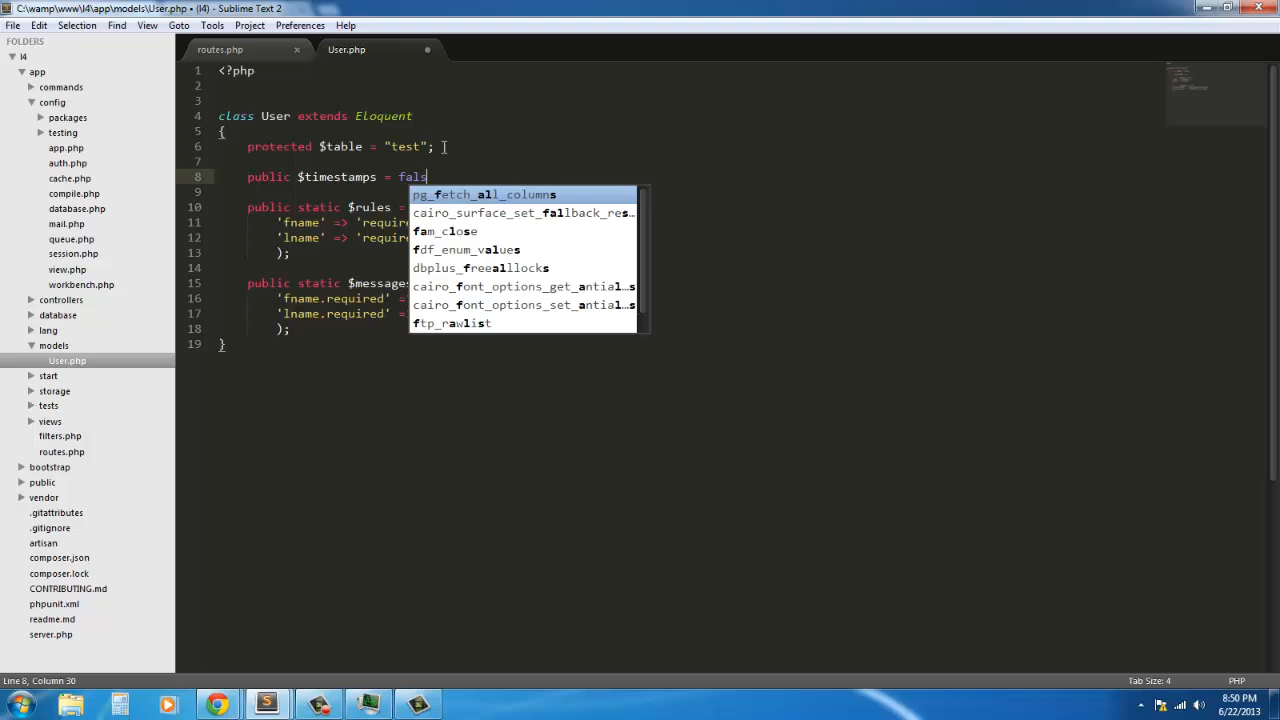 C:\wamp\www\l4\app\models\User.php • (l4) - Sublime Text 2
File Edit Selection Find View Goto Tools Project Preferences Help
FOLDERS
l4
app
commands
config
packages
testing
app.php
auth.php
cache.php
compile.php
database.php
mail.php
queue.php
session.php
view.php
workbench.php
controllers
database
lang
models
User.php
start
storage
tests
views
filters.php
routes.php
bootstrap
public
vendor
.gitattributes
.gitignore
artisan
composer.json
composer.lock
CONTRIBUTING.md
phpunit.xml
readme.md
server.php
routes.php × User.php
1 <?php
2
3
4 class User extends Eloquent
5 {
6 protected $table = "test";
7
8 public $timestamps = fals
9
10 public static $rules =
11 'fname' => 'require
12 'lname' => 'require
13 );
14
15 public static $messages
16 'fname.required' =
17 'lname.required' =
18 );
19 }
pg_fetch_all_columns
cairo_surface_set_fallback_res…
fam_close
fdf_enum_values
dbplus_freealllocks
cairo_font_options_get_antial…s
cairo_font_options_set_antial…s
ftp_rawlist
Line 8, Column 30 Tab Size: 4 PHP
8:50 PM
6/22/2013